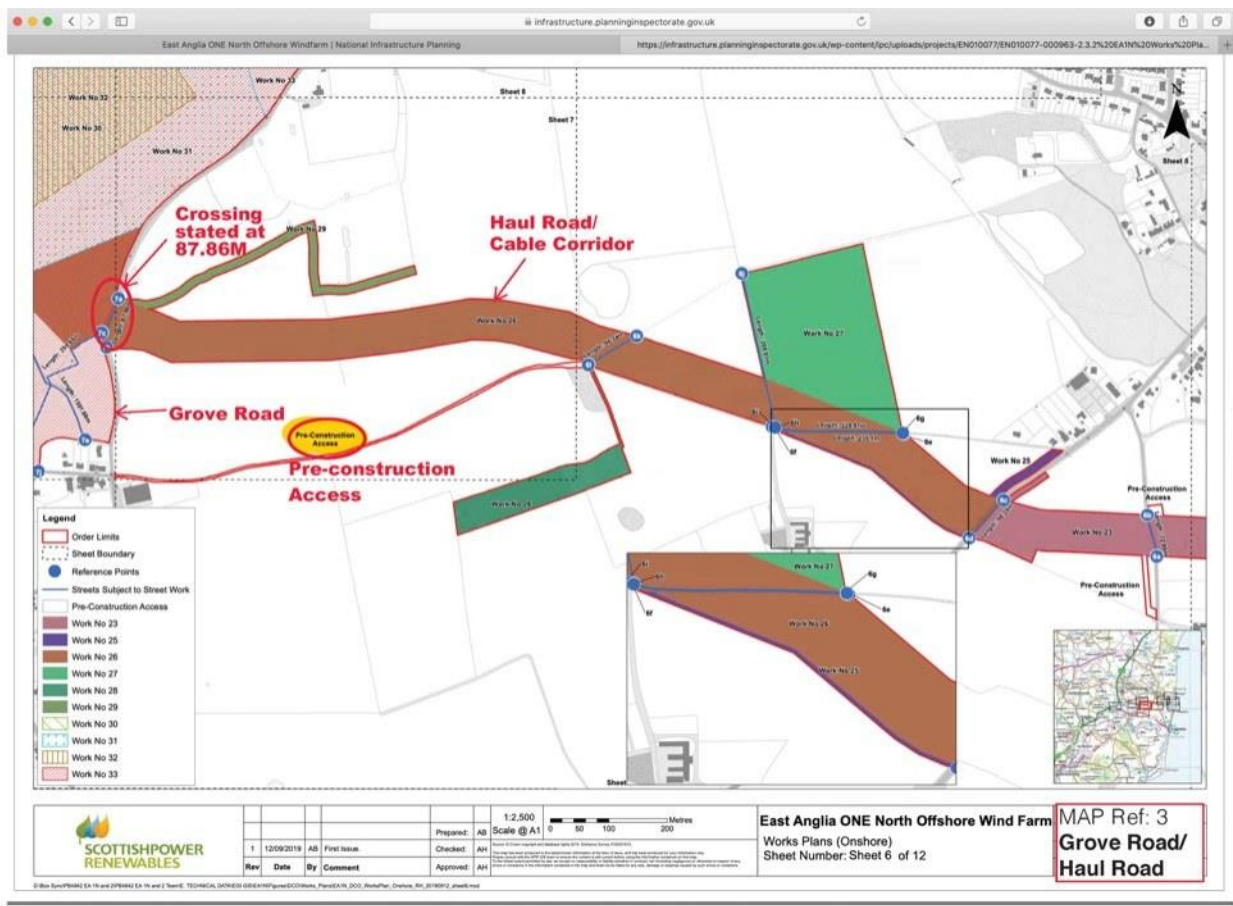 infrastructure.planninginspectorate.gov.uk
East Anglia ONE North Offshore Windfarm | National Infrastructure Planning
https://infrastructure.planninginspectorate.gov.uk/wp-content/ipc/uploads/projects/EN010077/EN010077-000963-2.3.2%20EA1N%20Works%20Pla...
Work No 33
Work No 32
Work No 30
Work No 31
Sheet 8
Sheet 7
N
Crossing
stated at
87.86M
Work No 29
Haul Road/
Cable Corridor
Work No 26
Work No 27
Grove Road
Pre-Construction
Access
Pre-construction
Access
Work No 28
6g
6e
6f
Work No 25
Pre-Construction
Access
Work No 23
Pre-Construction
Access
Legend
Order Limits
Sheet Boundary
Reference Points
Streets Subject to Street Work
Pre-Construction Access
Work No 23
Work No 25
Work No 26
Work No 27
Work No 28
Work No 29
Work No 30
Work No 31
Work No 32
Work No 33
Work No 27
6g
6e
6f
Work No 26
Work No 25
Sheet
SCOTTISHPOWER
RENEWABLES
1 12/09/2019 AB First Issue.
Rev Date By Comment
Prepared: AB
Checked: AH
Approved: AH
1:2,500
Scale @ A1
0 50 100 200
Metres
East Anglia ONE North Offshore Wind Farm
Works Plans (Onshore)
Sheet Number: Sheet 6 of 12
MAP Ref: 3
Grove Road/
Haul Road